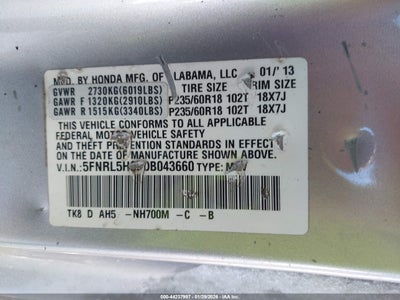 MFD. BY HONDA MFG. OF ALABAMA, LLC 01/'13
GVWR 2730KG(6019LBS) TIRE SIZE RIM SIZE
GAWR F 1320KG(2910LBS) P235/60R18 102T 18X7J
GAWR R 1515KG(3340LBS) P235/60R18 102T 18X7J
THIS VEHICLE CONFORMS TO ALL APPLICABLE
FEDERAL MOTOR VEHICLE SAFETY
AND THEFT PREVENTION STANDARDS IN EFFECT
ON THE DATE OF MANUFACTURE SHOWN ABOVE.
V.I.N.: TYPE:
TK8 D AH5 -NH700M -C -B
© IAA - STOCK# 44237987 - 01/29/2026 -